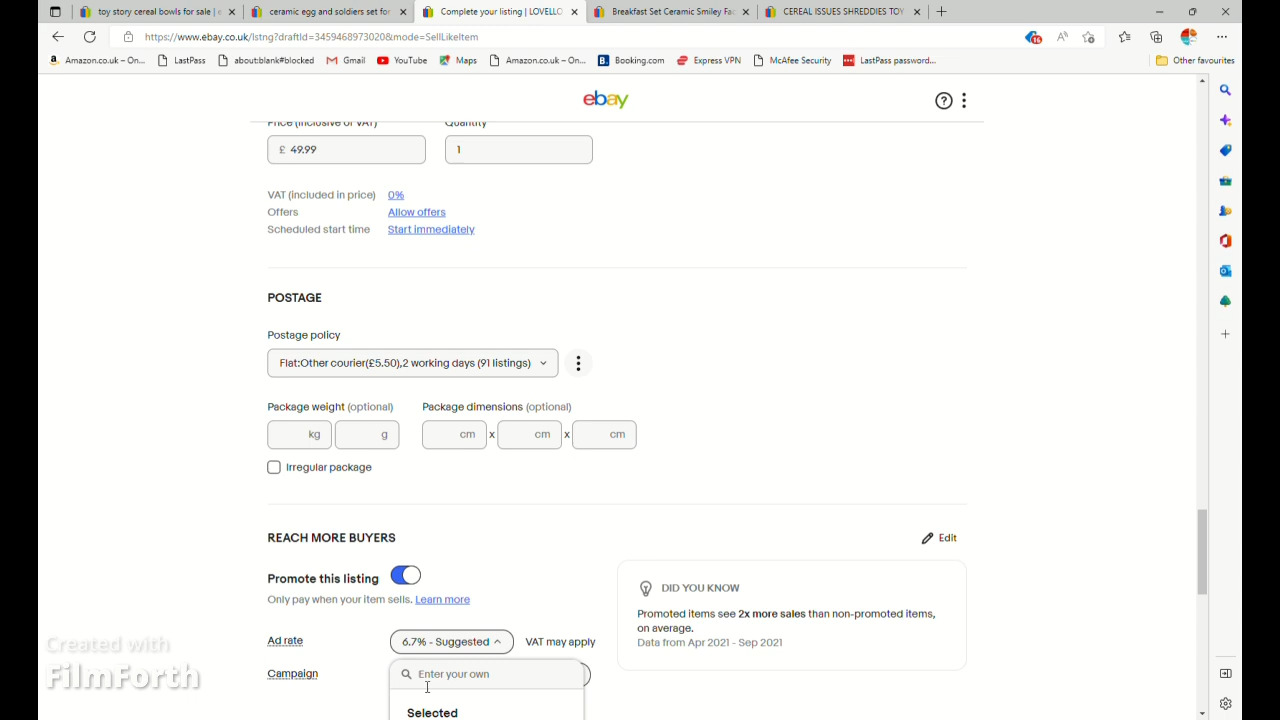 toy story cereal bowls for sale | e
ceramic egg and soldiers set for
Complete your listing | LOVELLO
Breakfast Set Ceramic Smiley Fac
CEREAL ISSUES SHREDDIES TOY
https://www.ebay.co.uk/lstng?draftId=3459468973020&mode=SellLikeItem
16
Amazon.co.uk – On...
LastPass
about:blank#blocked
Gmail
YouTube
Maps
Amazon.co.uk – On...
Booking.com
Express VPN
McAfee Security
LastPass password...
Other favourites
ebay
Price (inclusive of VAT)
Quantity
£ 49.99
1
VAT (included in price) 0%
Offers Allow offers
Scheduled start time Start immediately
POSTAGE
Postage policy
Flat:Other courier(£5.50),2 working days (91 listings)
Package weight (optional)
Package dimensions (optional)
kg
g
cm x cm x cm
Irregular package
REACH MORE BUYERS
Edit
Promote this listing
Only pay when your item sells. Learn more
DID YOU KNOW
Promoted items see 2x more sales than non-promoted items,
on average.
Data from Apr 2021 - Sep 2021
Ad rate
6.7% - Suggested
VAT may apply
Campaign
Enter your own
Selected
Created with
FilmForth